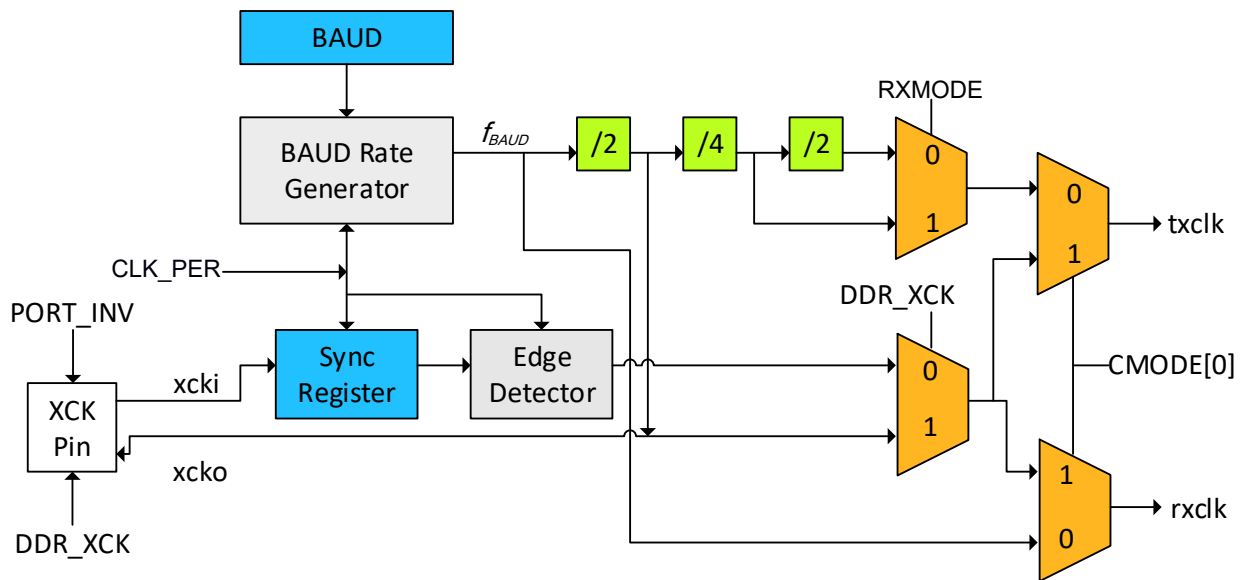 BAUD
RXMODE
BAUD Rate
Generator
fBAUD
/2
/4
/2
0
1
0
1
txclk
CLK_PER
PORT_INV
DDR_XCK
xcki
Sync
Register
Edge
Detector
0
1
CMODE[0]
XCK
Pin
xcko
1
0
rxclk
DDR_XCK